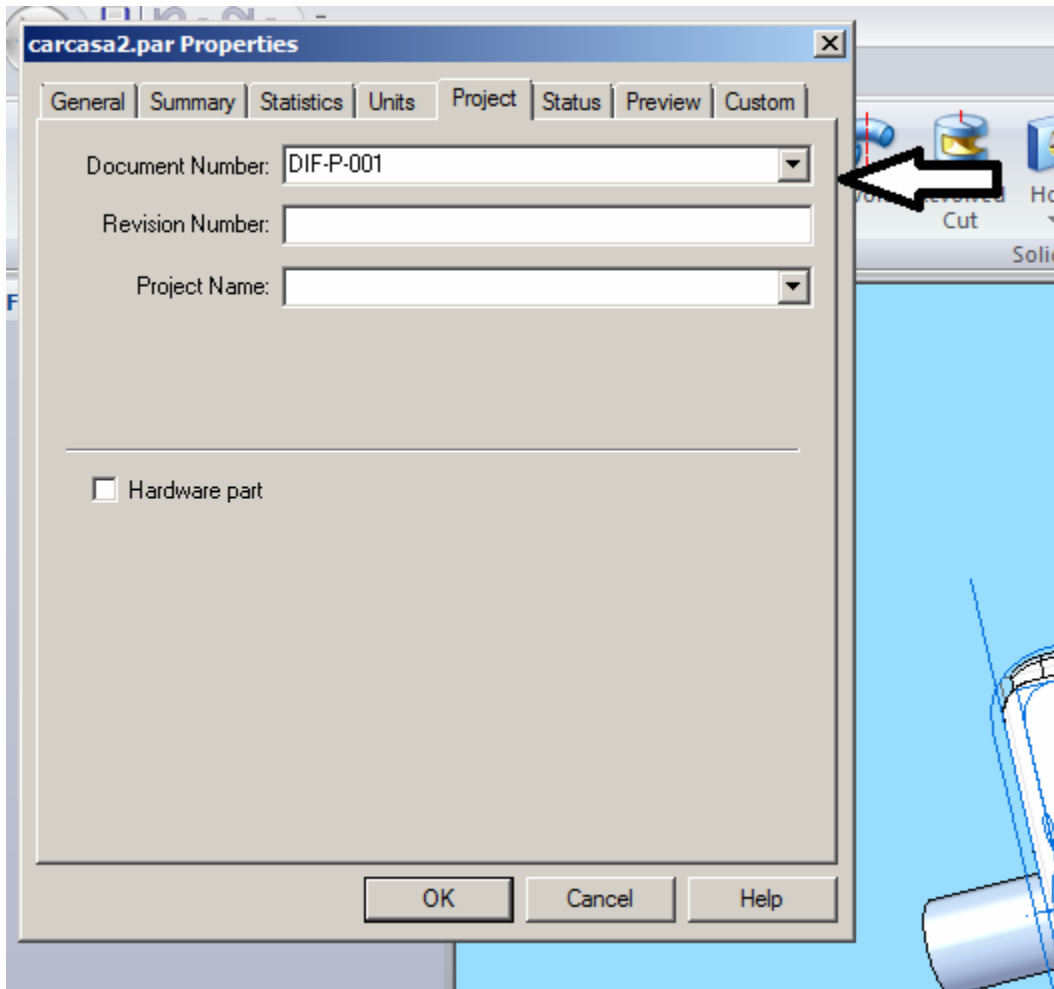 carcasa2.par Properties
General Summary Statistics Units Project Status Preview Custom
Document Number: DIF-P-001
Revision Number:
Project Name:
Hardware part
OK Cancel Help
Cut